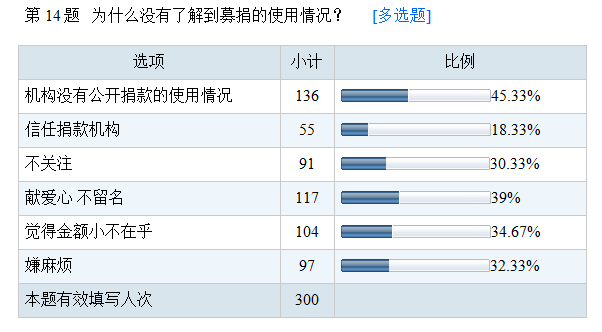 第 14 题 为什么没有了解到募捐的使用情况？ [多选题]
选项 小计 比例
机构没有公开捐款的使用情况 136 45.33%
信任捐款机构 55 18.33%
不关注 91 30.33%
献爱心 不留名 117 39%
觉得金额小不在乎 104 34.67%
嫌麻烦 97 32.33%
本题有效填写人次 300